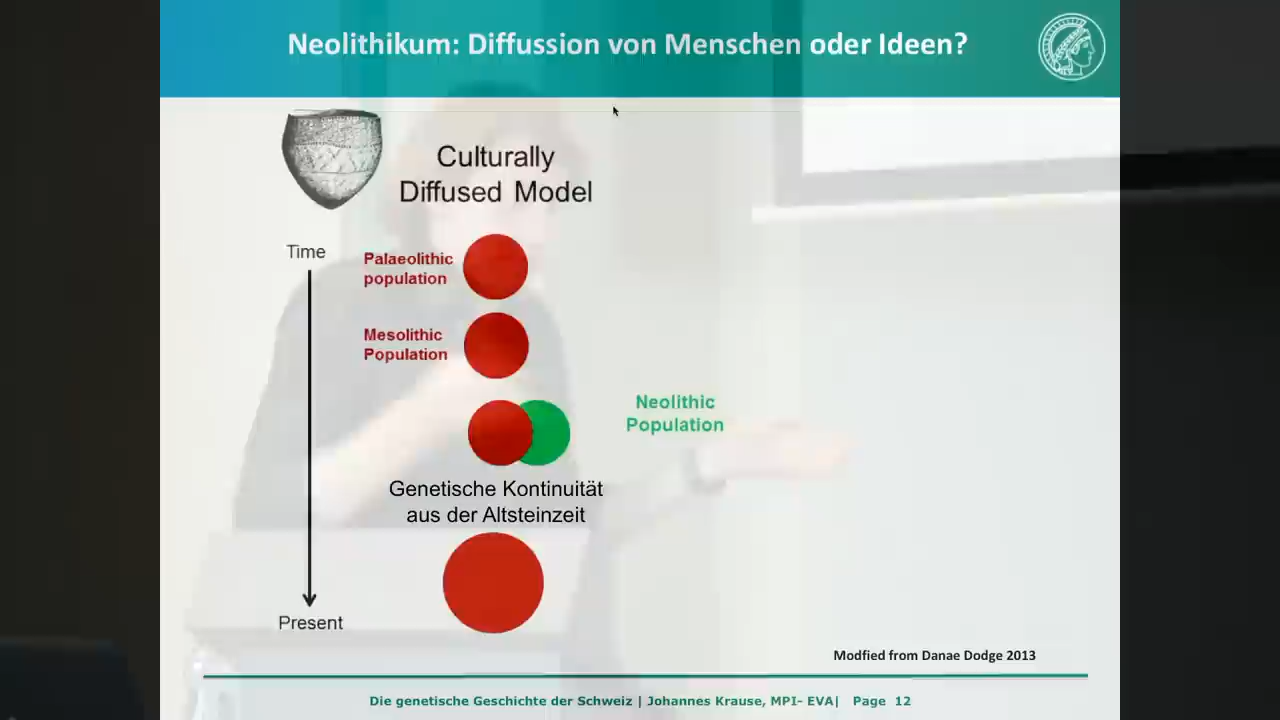 Neolithikum: Diffussion von Menschen oder Ideen?
Culturally
Diffused Model
Time
Palaeolithic
population
Mesolithic
Population
Neolithic
Population
Genetische Kontinuität
aus der Altsteinzeit
Present
Modfied from Danae Dodge 2013
Die genetische Geschichte der Schweiz | Johannes Krause, MPI- EVA| Page 12